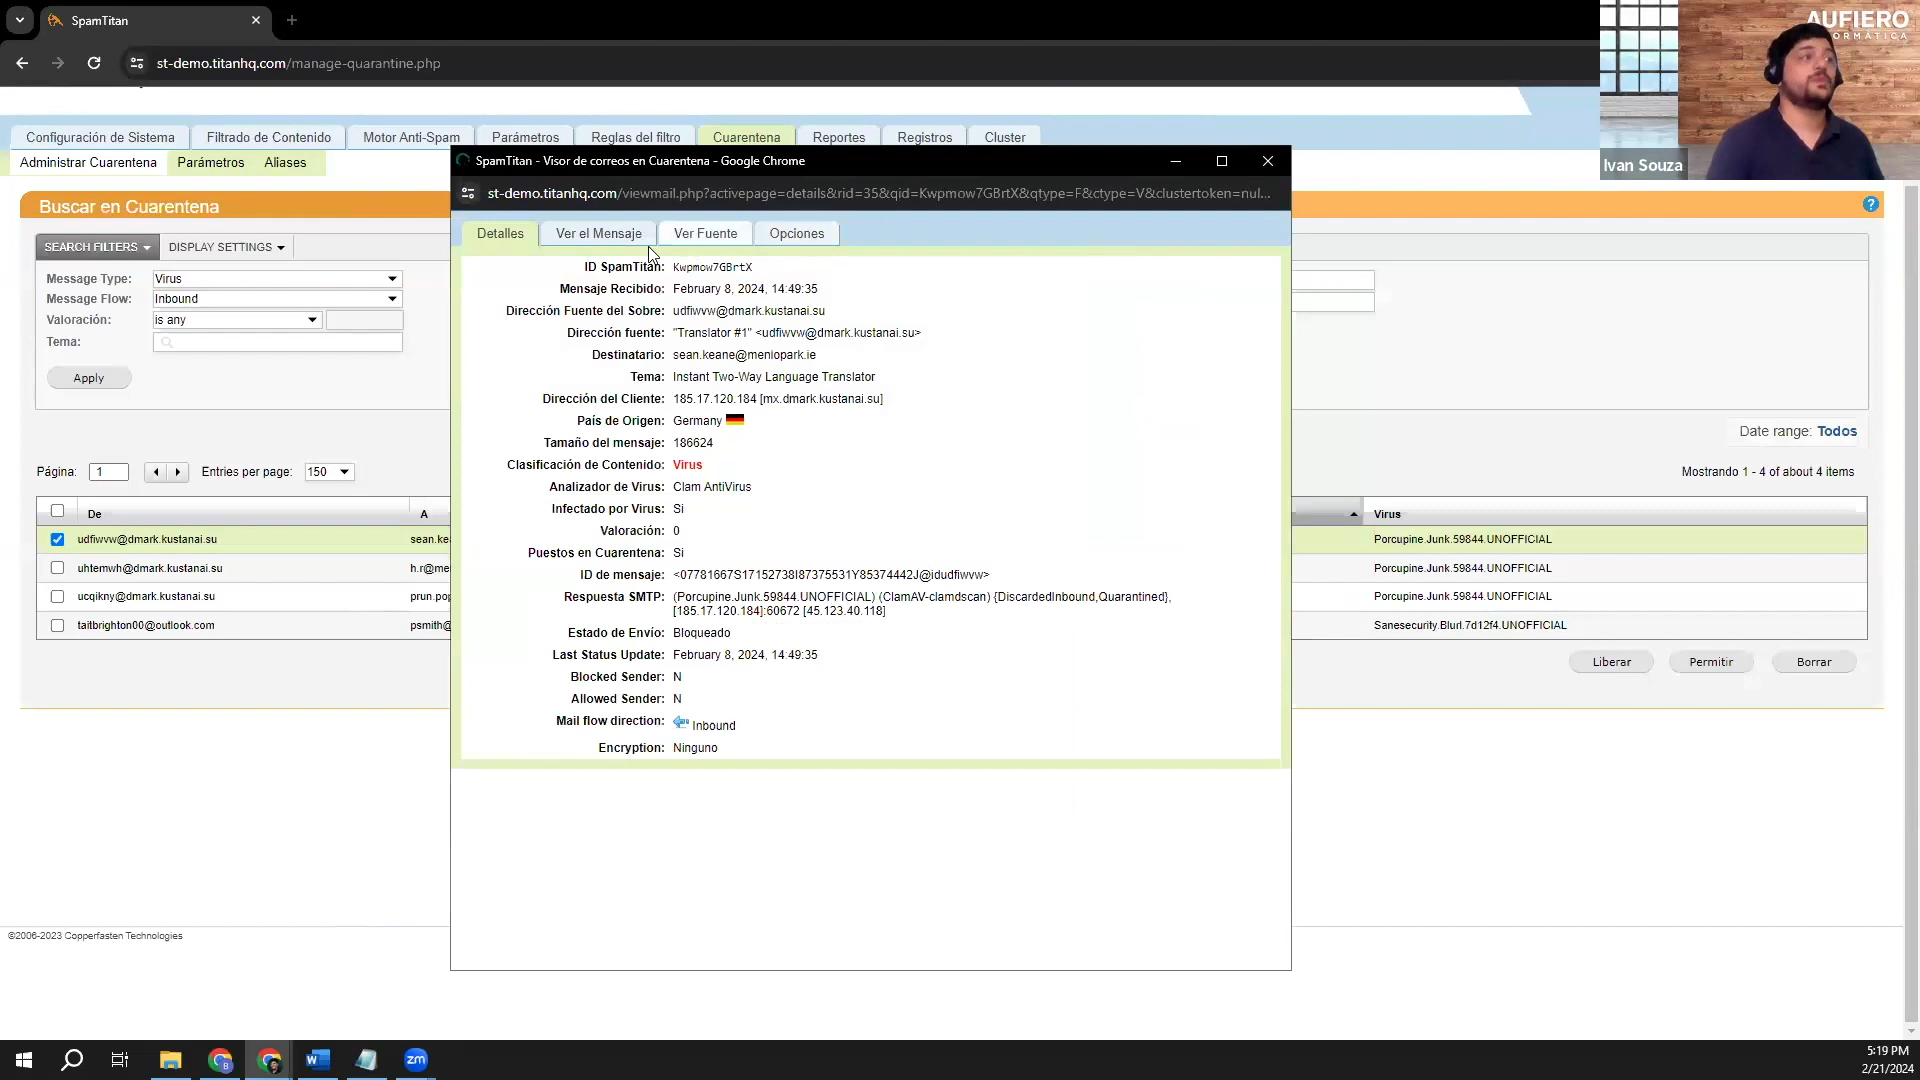 SpamTitan
st-demo.titanhq.com/manage-quarantine.php
AUFIERO
Ivan Souza
Configuración de Sistema
Filtrado de Contenido
Motor Anti-Spam
Parámetros
Reglas del filtro
Cuarentena
Reportes
Registros
Cluster
Administrar Cuarentena
Parámetros
Aliases
Buscar en Cuarentena
SEARCH FILTERS
DISPLAY SETTINGS
Message Type: Virus
Message Flow: Inbound
Valoración: is any
Tema:
Apply
Date range: Todos
Página: 1
Entries per page: 150
Mostrando 1 - 4 of about 4 items
De
A
Virus
udfiwvw@dmark.kustanai.su sean.ke Porcupine.Junk.59844.UNOFFICIAL
uhtemwh@dmark.kustanai.su h.r@me Porcupine.Junk.59844.UNOFFICIAL
ucqikny@dmark.kustanai.su prun.pop Porcupine.Junk.59844.UNOFFICIAL
taitbrighton00@outlook.com psmith@ Sanesecurity.Blurl.7d12f4.UNOFFICIAL
Liberar
Permitir
Borrar
SpamTitan - Visor de correos en Cuarentena - Google Chrome
st-demo.titanhq.com/viewmail.php?activepage=details&rid=35&qid=Kwpmow7GBrtX&qtype=F&ctype=V&clustertoken=nul...
Detalles
Ver el Mensaje
Ver Fuente
Opciones
ID SpamTitan: Kwpmow7GBrtX
Mensaje Recibido: February 8, 2024, 14:49:35
Dirección Fuente del Sobre: udfiwvw@dmark.kustanai.su
Dirección fuente: "Translator #1" <udfiwvw@dmark.kustanai.su>
Destinatario: sean.keane@menlopark.ie
Tema: Instant Two-Way Language Translator
Dirección del Cliente: 185.17.120.184 [mx.dmark.kustanai.su]
País de Origen: Germany
Tamaño del mensaje: 186624
Clasificación de Contenido: Virus
Analizador de Virus: Clam AntiVirus
Infectado por Virus: Si
Valoración: 0
Puestos en Cuarentena: Si
ID de mensaje: <07781667S17152738I87375531Y85374442J@idudfiwvw>
Respuesta SMTP: (Porcupine.Junk.59844.UNOFFICIAL) (ClamAV-clamdscan) {DiscardedInbound,Quarantined},
[185.17.120.184]:60672 [45.123.40.118]
Estado de Envío: Bloqueado
Last Status Update: February 8, 2024, 14:49:35
Blocked Sender: N
Allowed Sender: N
Mail flow direction: Inbound
Encryption: Ninguno
©2006-2023 Copperfasten Technologies
zm
5:19 PM
2/21/2024